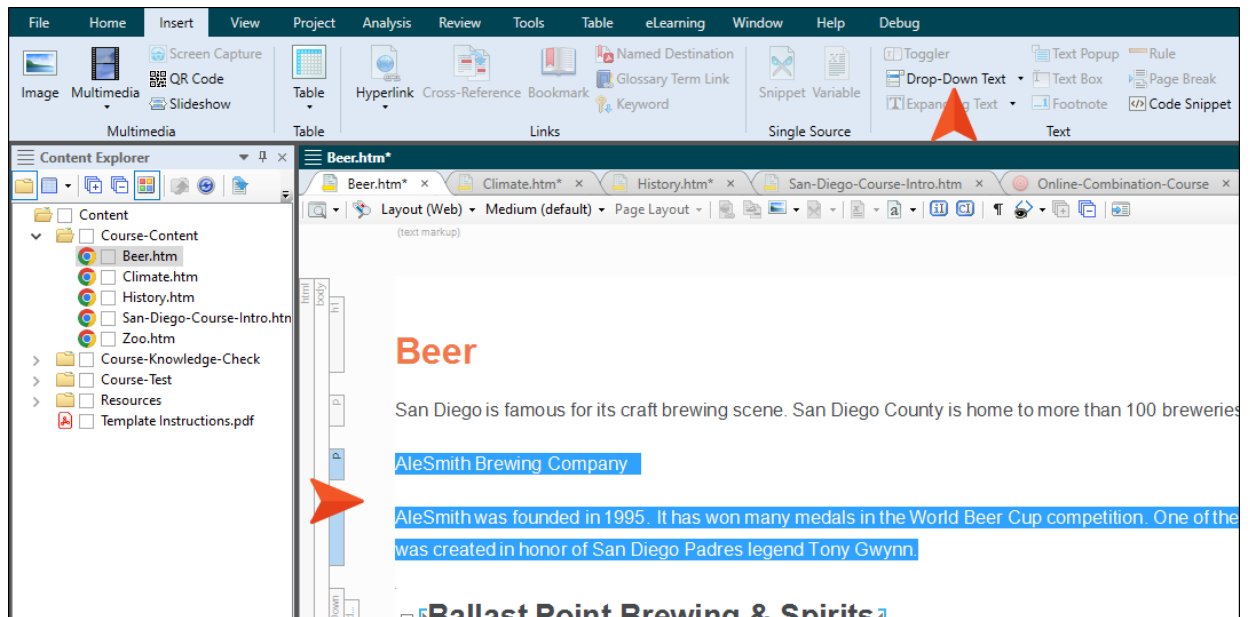 File Home Insert View Project Analysis Review Tools Table eLearning Window Help Debug
Screen Capture Named Destination Toggler Text Popup Rule
Image Multimedia QR Code Table Hyperlink Cross-Reference Bookmark Glossary Term Link Snippet Variable Drop-Down Text Text Box Page Break
Slideshow Keyword Text Footnote Code Snippet
Multimedia Table Links Single Source Text
Content Explorer Beer.htm*
Beer.htm* Climate.htm* History.htm* San-Diego-Course-Intro.htm Online-Combination-Course
Layout (Web) Medium (default) Page Layout
Content
Course-Content
Beer.htm
Climate.htm
History.htm
San-Diego-Course-Intro.htn
Zoo.htm
Course-Knowledge-Check
Course-Test
Resources
Template Instructions.pdf
(text markup)
html
body
h1
Beer
p
San Diego is famous for its craft brewing scene. San Diego County is home to more than 100 breweries
p
AleSmith Brewing Company
AleSmith was founded in 1995. It has won many medals in the World Beer Cup competition. One of the
was created in honor of San Diego Padres legend Tony Gwynn.
Ballast Point Brewing & Spirits